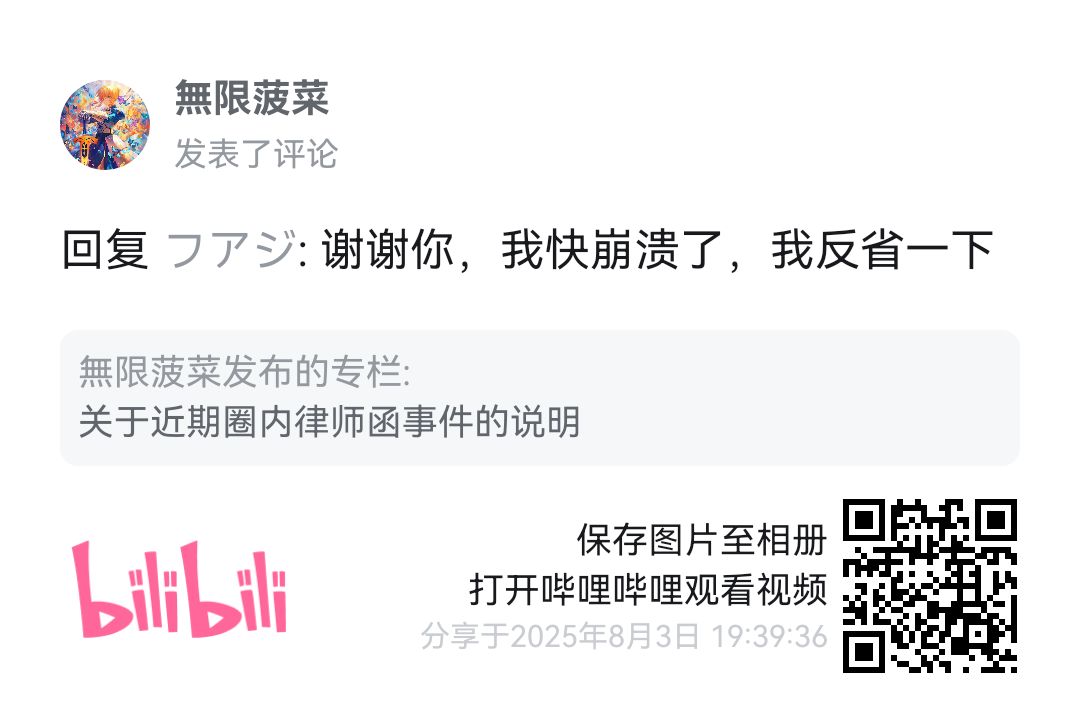 無限菠菜
发表了评论
回复 フアジ: 谢谢你，我快崩溃了，我反省一下
無限菠菜发布的专栏:
关于近期圈内律师函事件的说明
保存图片至相册
打开哔哩哔哩观看视频
分享于2025年8月3日 19:39:36
bilibili